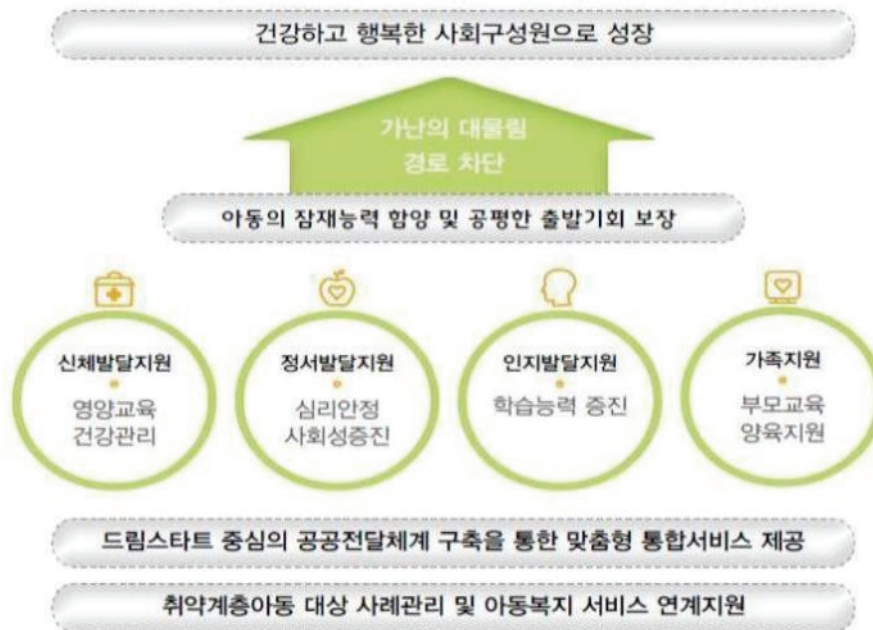 건강하고 행복한 사회구성원으로 성장
가난의 대물림
경로 차단
아동의 잠재능력 함양 및 공평한 출발기회 보장
신체발달지원
영양교육
건강관리
정서발달지원
심리안정
사회성증진
인지발달지원
학습능력 증진
가족지원
부모교육
양육지원
드림스타트 중심의 공공전달체계 구축을 통한 맞춤형 통합서비스 제공
취약계층아동 대상 사례관리 및 아동복지 서비스 연계지원